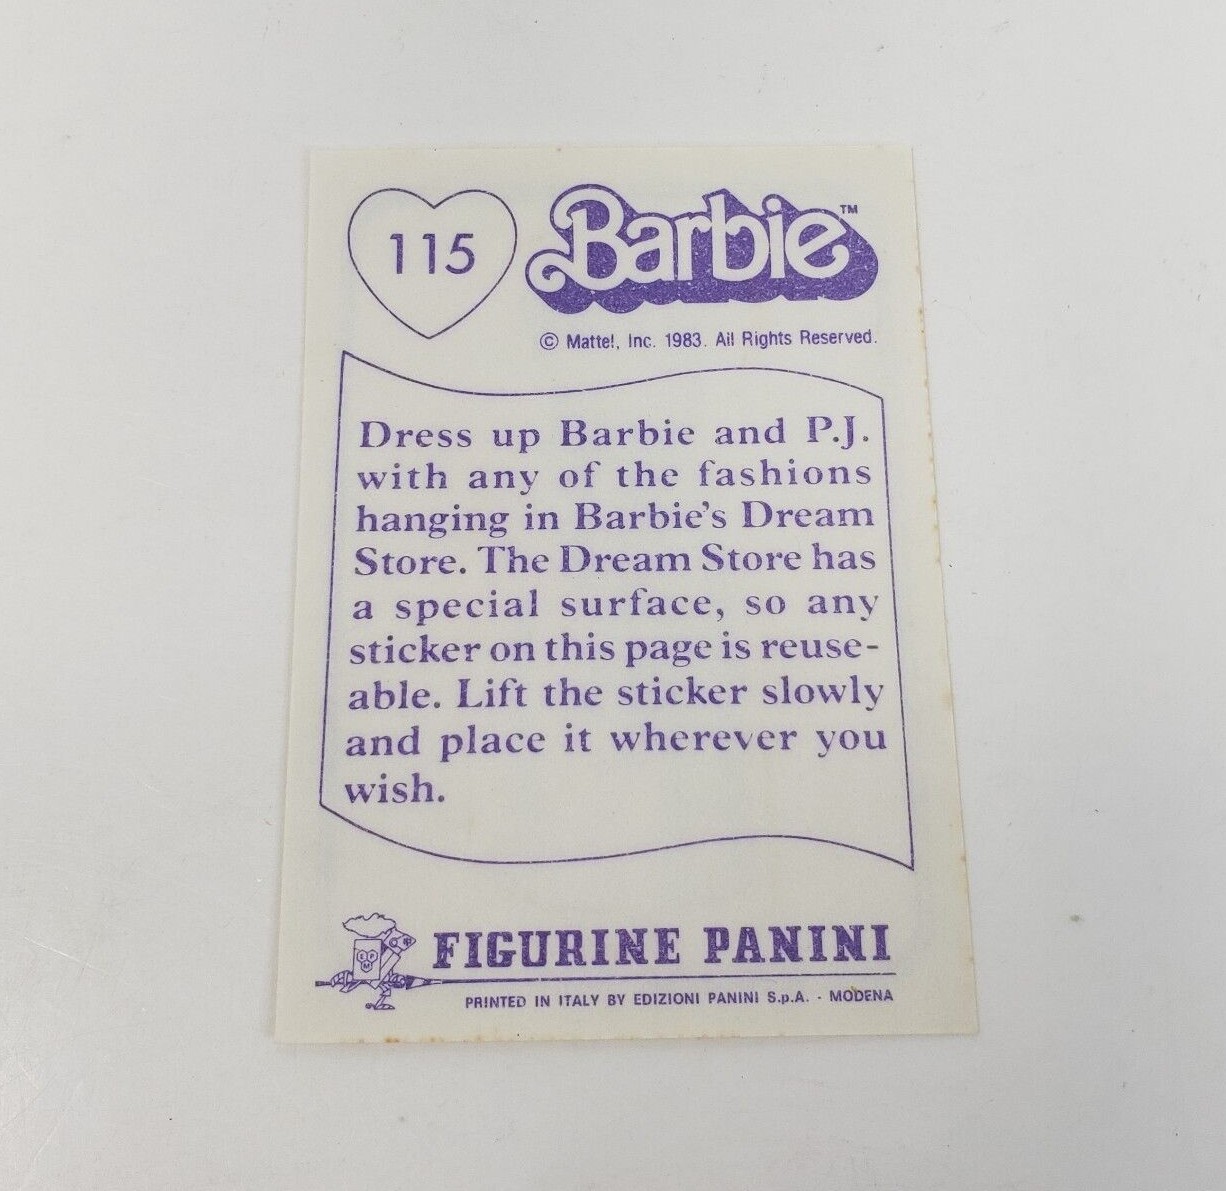 115
Barbie™
© Mattel, Inc. 1983. All Rights Reserved.
Dress up Barbie and P.J.
with any of the fashions
hanging in Barbie's Dream
Store. The Dream Store has
a special surface, so any
sticker on this page is reuse-
able. Lift the sticker slowly
and place it wherever you
wish.
FIGURINE PANINI
PRINTED IN ITALY BY EDIZIONI PANINI S.p.A. - MODENA